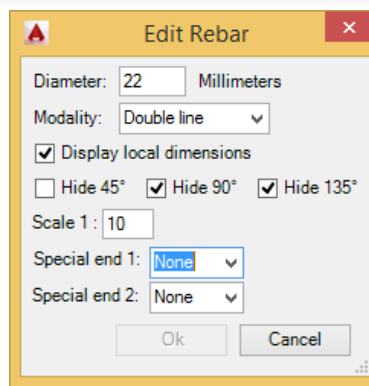 Edit Rebar
Diameter: 22 Millimeters
Modality: Double line
Display local dimensions
Hide 45° Hide 90° Hide 135°
Scale 1 : 10
Special end 1: None
Special end 2: None
Ok Cancel